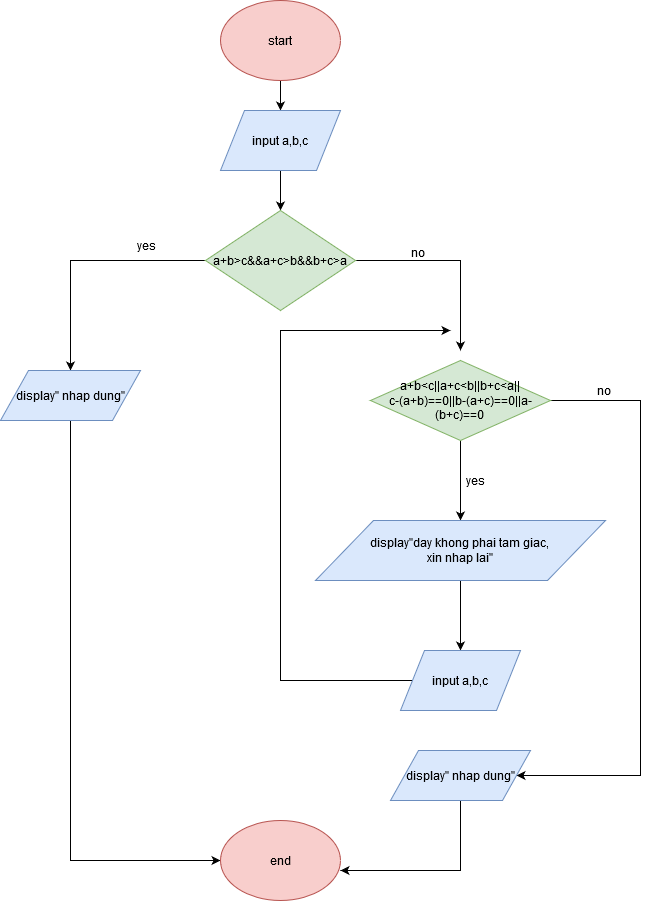 start
input a,b,c
a+b>c&&a+c>b&&b+c>a
yes
no
display" nhap dung"
a+b<c||a+c<b||b+c<a||
c-(a+b)==0||b-(a+c)==0||a-
(b+c)==0
no
yes
display"day khong phai tam giac,
xin nhap lai"
input a,b,c
display" nhap dung"
end